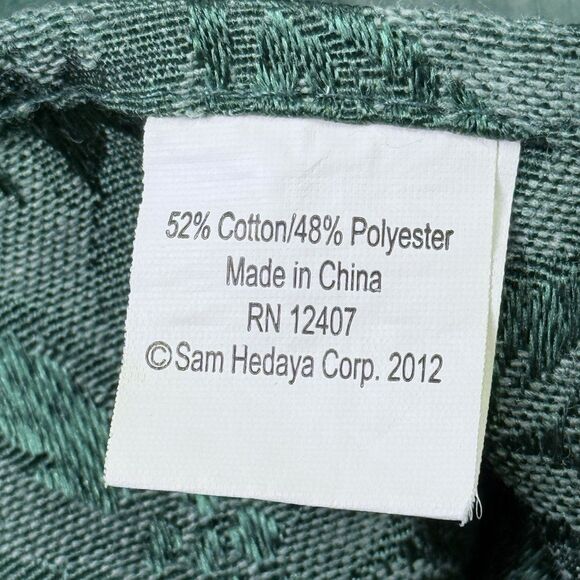 52% Cotton/48% Polyester
Made in China
RN 12407
©Sam Hedaya Corp. 2012